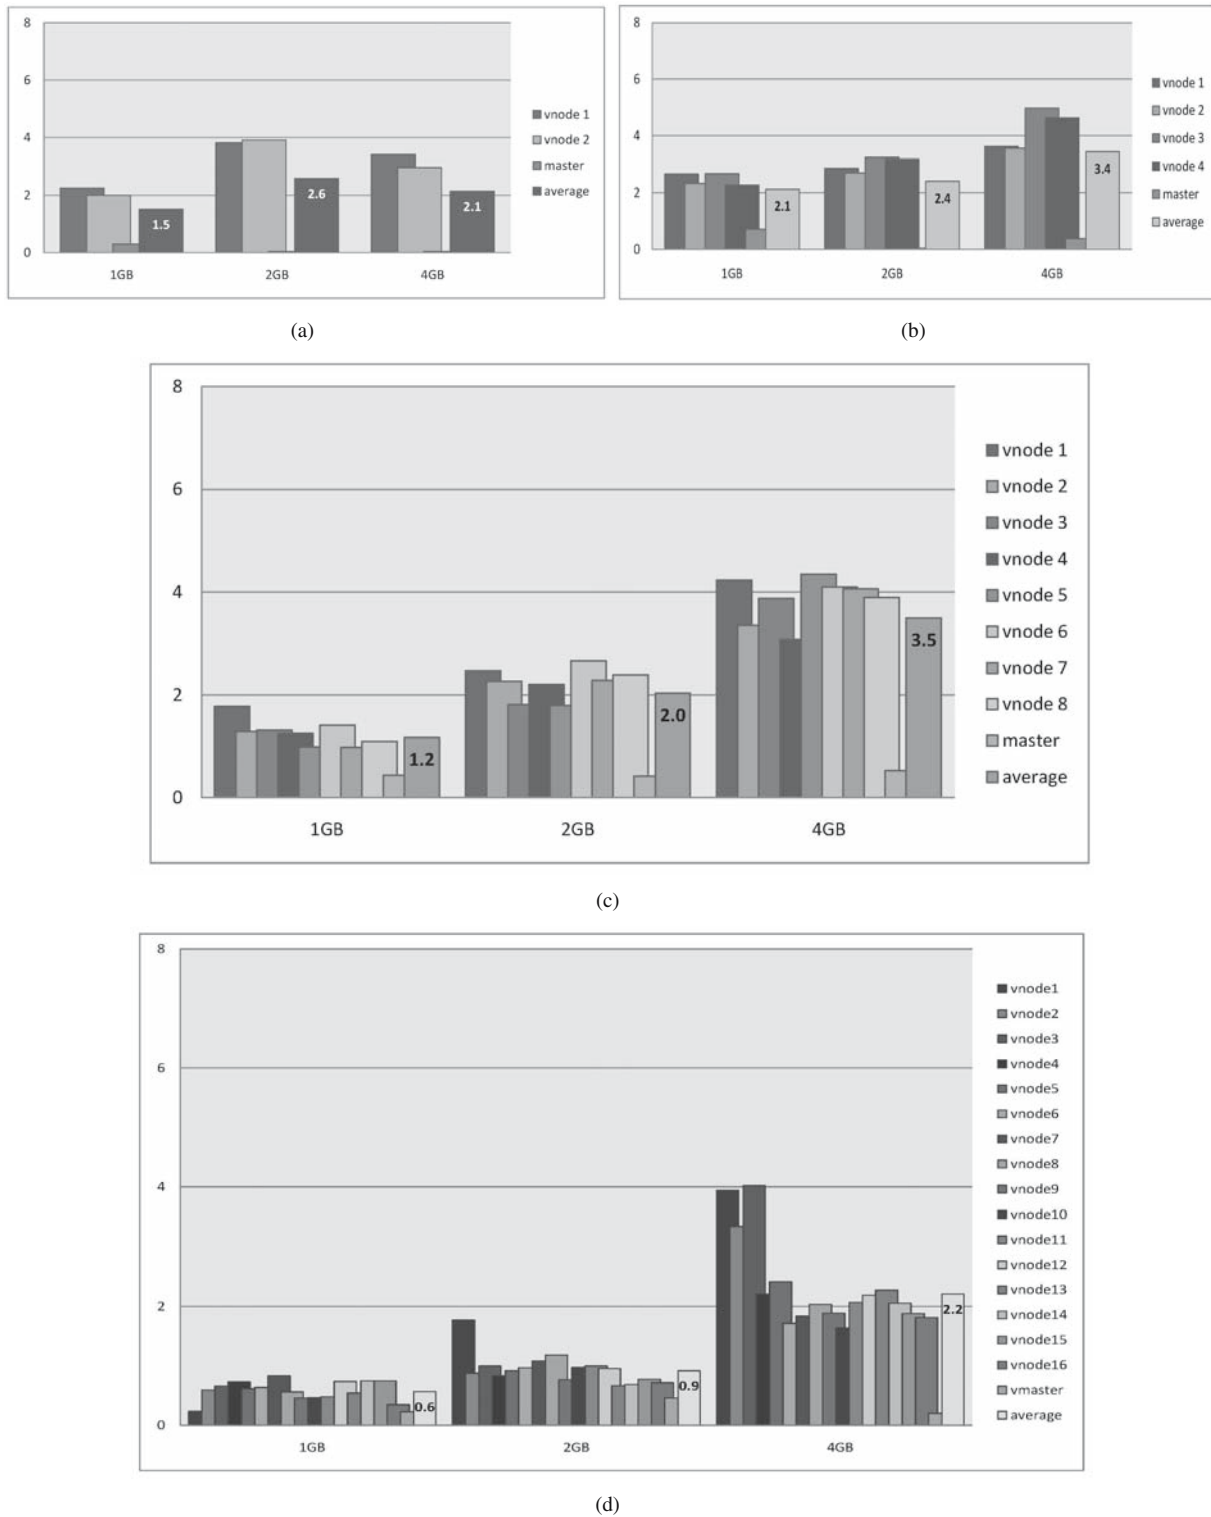 8
6
4
2
0
1.5
2.6
2.1
1GB
2GB
4GB
vnode 1
vnode 2
master
average
(a)
8
6
4
2
0
2.1
2.4
3.4
1GB
2GB
4GB
vnode 1
vnode 2
vnode 3
vnode 4
master
average
(b)
8
6
4
2
0
1.2
2.0
3.5
1GB
2GB
4GB
vnode 1
vnode 2
vnode 3
vnode 4
vnode 5
vnode 6
vnode 7
vnode 8
master
average
(c)
8
6
4
2
0
0.6
0.9
2.2
1GB
2GB
4GB
vnode1
vnode2
vnode3
vnode4
vnode5
vnode6
vnode7
vnode8
vnode9
vnode10
vnode11
vnode12
vnode13
vnode14
vnode15
vnode16
vmaster
average
(d)